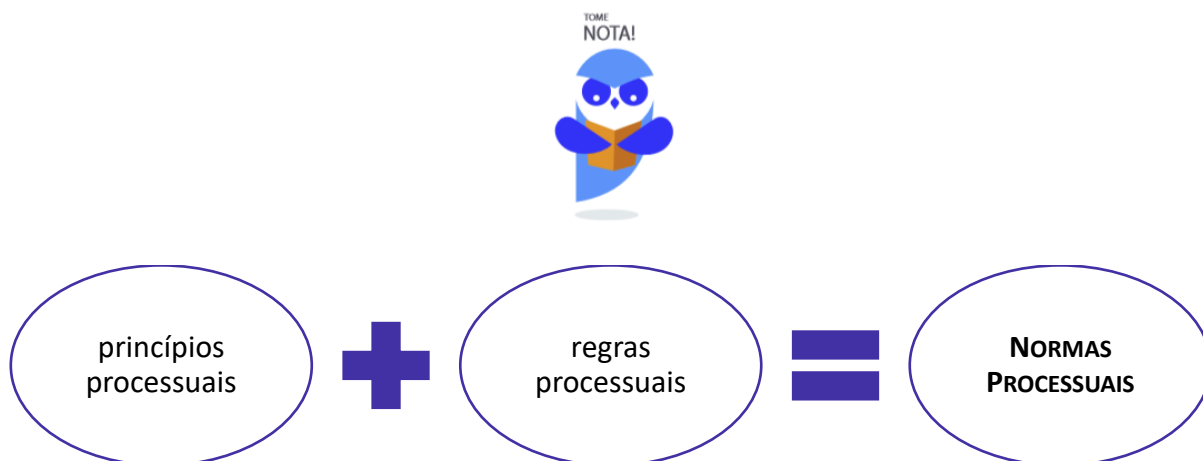 TOME
NOTA!
princípios
processuais
regras
processuais
NORMAS
PROCESSUAIS